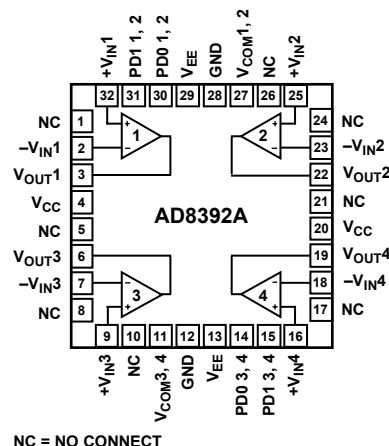 +VIN1
PD1 1, 2
PD0 1, 2
VEE
GND
VCOM1, 2
NC
+VIN2
32 31 30 29 28 27 26 25
NC 1
–VIN1 2
VOUT1 3
VCC 4
NC 5
VOUT3 6
–VIN3 7
NC 8
+ – 1
+ – 2
AD8392A
– + 3
– + 4
24 NC
23 –VIN2
22 VOUT2
21 NC
20 VCC
19 VOUT4
18 –VIN4
17 NC
9 10 11 12 13 14 15 16
+VIN3
NC
VCOM3, 4
GND
VEE
PD0 3, 4
PD1 3, 4
+VIN4
NC = NO CONNECT